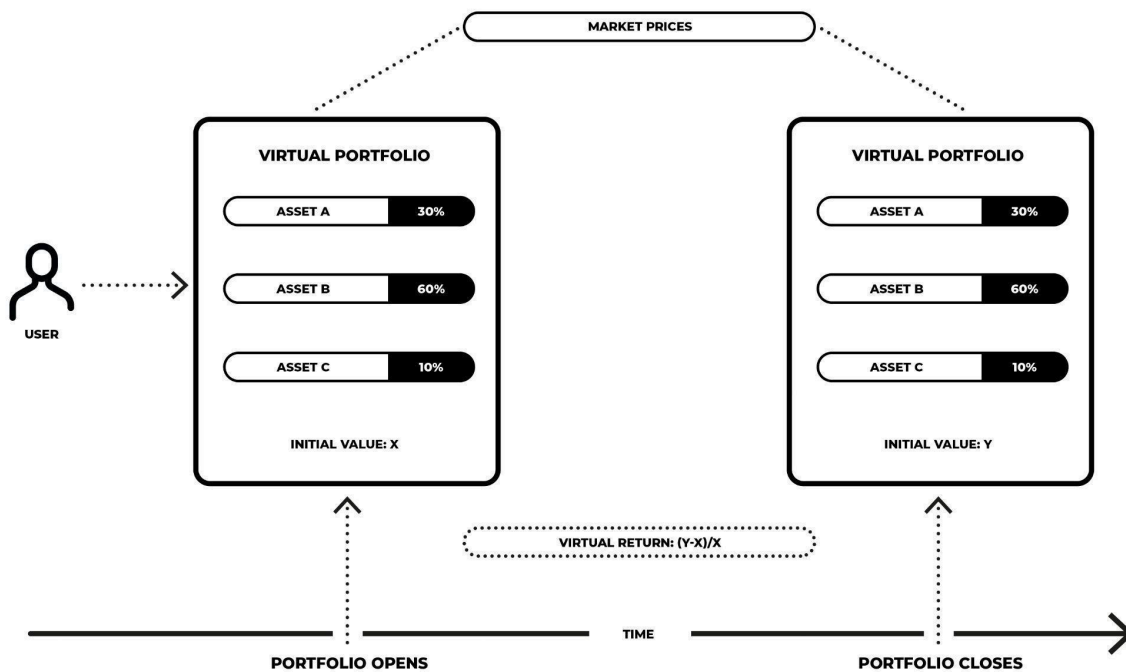 MARKET PRICES
VIRTUAL PORTFOLIO
ASSET A 30%
ASSET B 60%
ASSET C 10%
INITIAL VALUE: X
VIRTUAL PORTFOLIO
ASSET A 30%
ASSET B 60%
ASSET C 10%
INITIAL VALUE: Y
USER
VIRTUAL RETURN: (Y-X)/X
TIME
PORTFOLIO OPENS
PORTFOLIO CLOSES